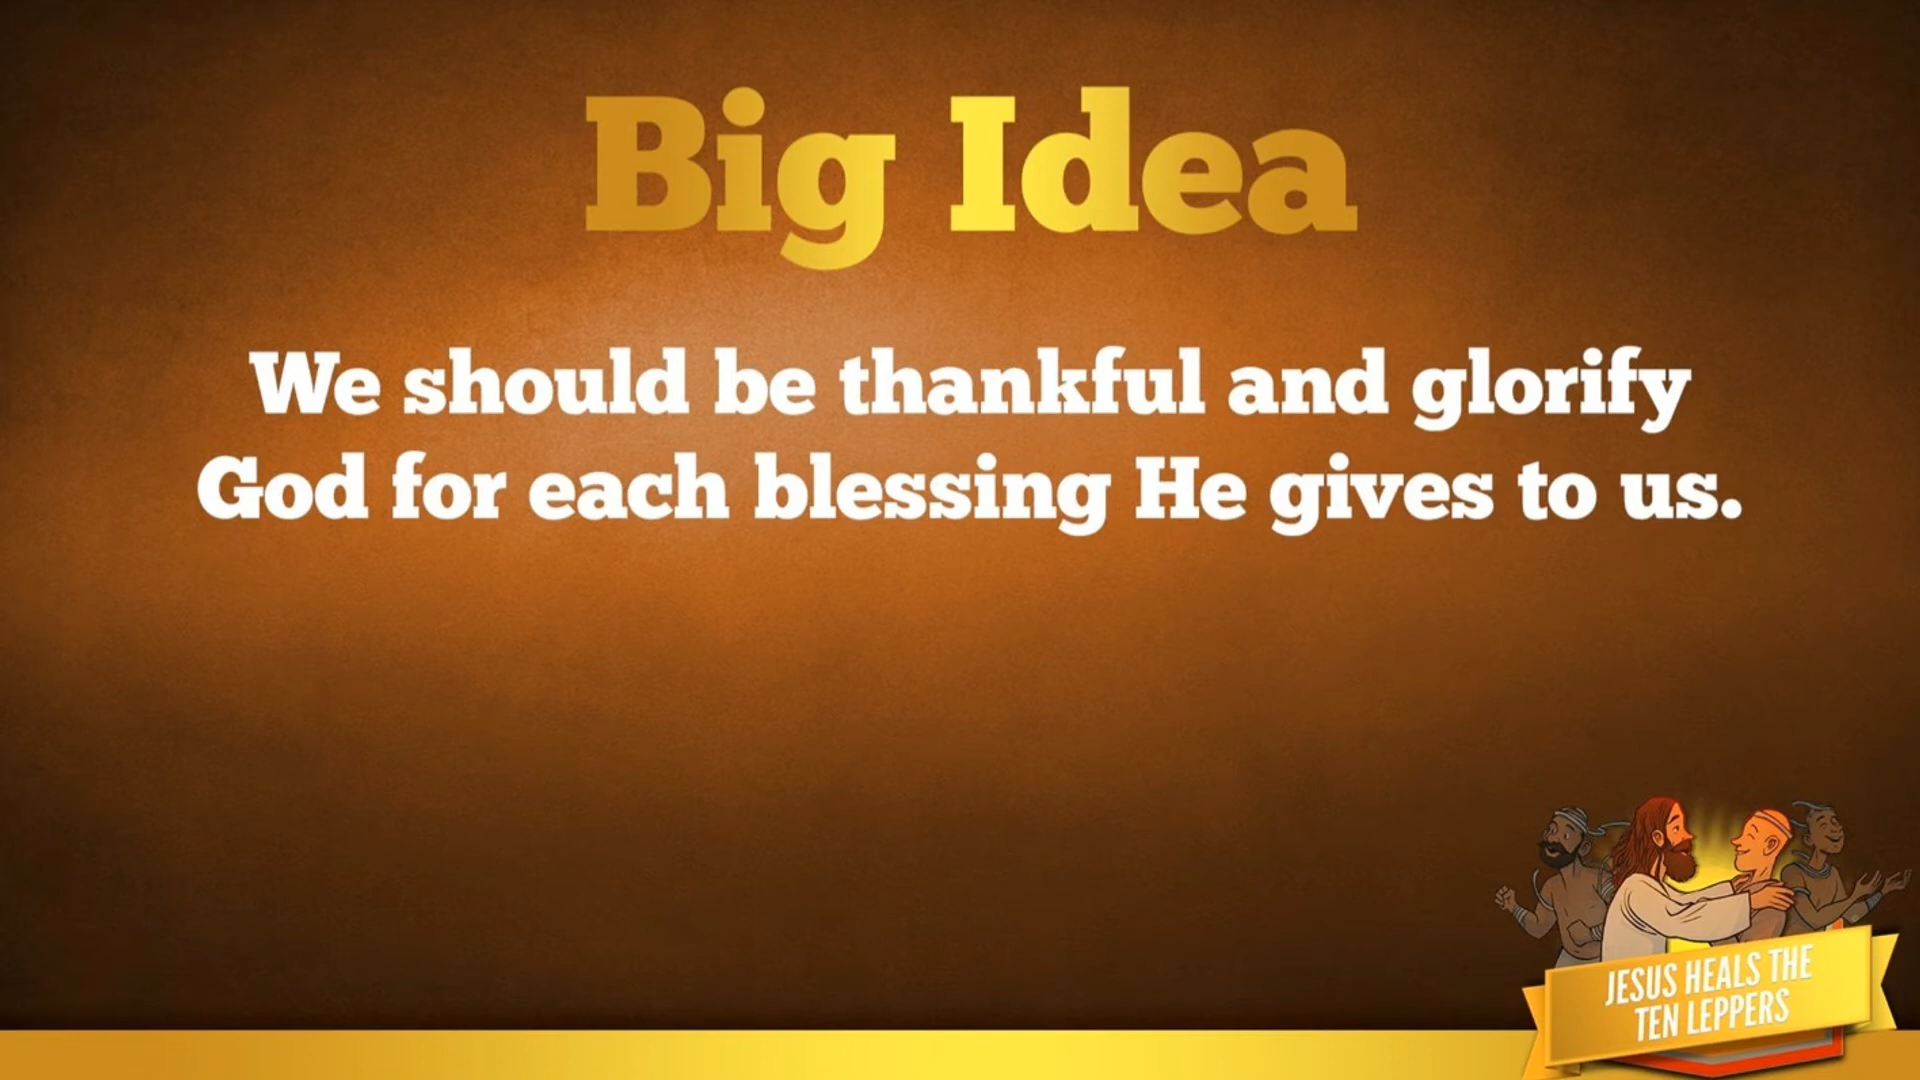 Big Idea
We should be thankful and glorify
God for each blessing He gives to us.
JESUS HEALS THE
TEN LEPPERS